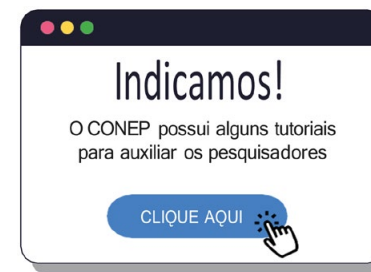 Indicamos!
O CONEP possui alguns tutoriais
para auxiliar os pesquisadores
CLIQUE AQUI